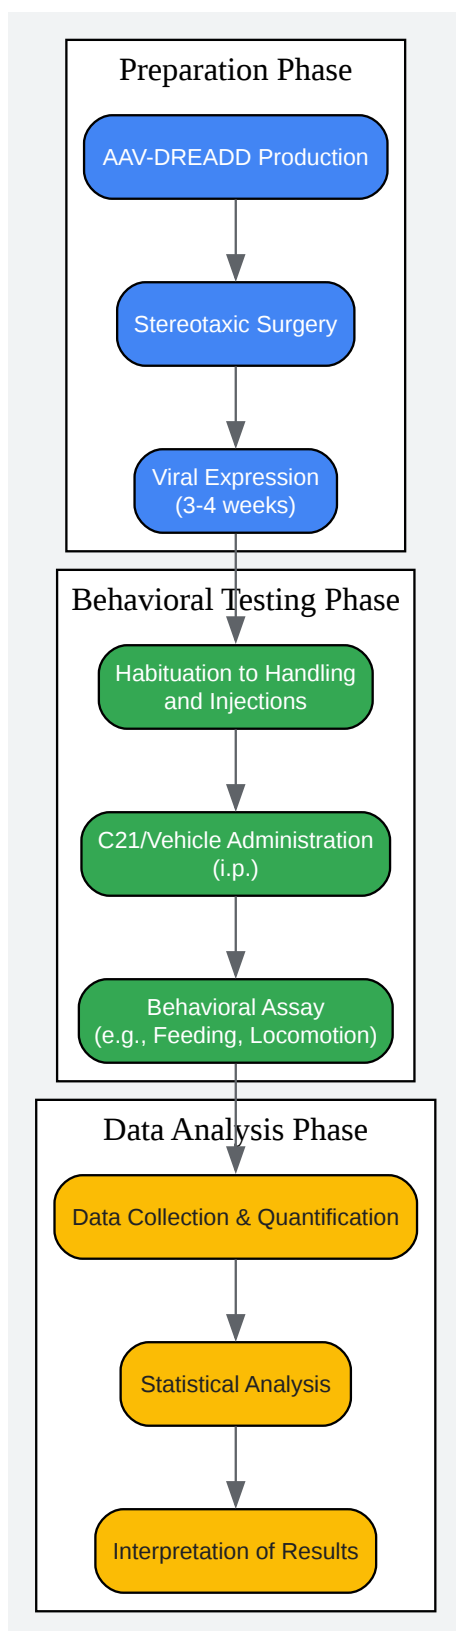 Preparation Phase
AAV-DREADD Production
Stereotaxic Surgery
Viral Expression
(3-4 weeks)
Behavioral Testing Phase
Habituation to Handling
and Injections
C21/Vehicle Administration
(i.p.)
Behavioral Assay
(e.g., Feeding, Locomotion)
Data Analysis Phase
Data Collection & Quantification
Statistical Analysis
Interpretation of Results